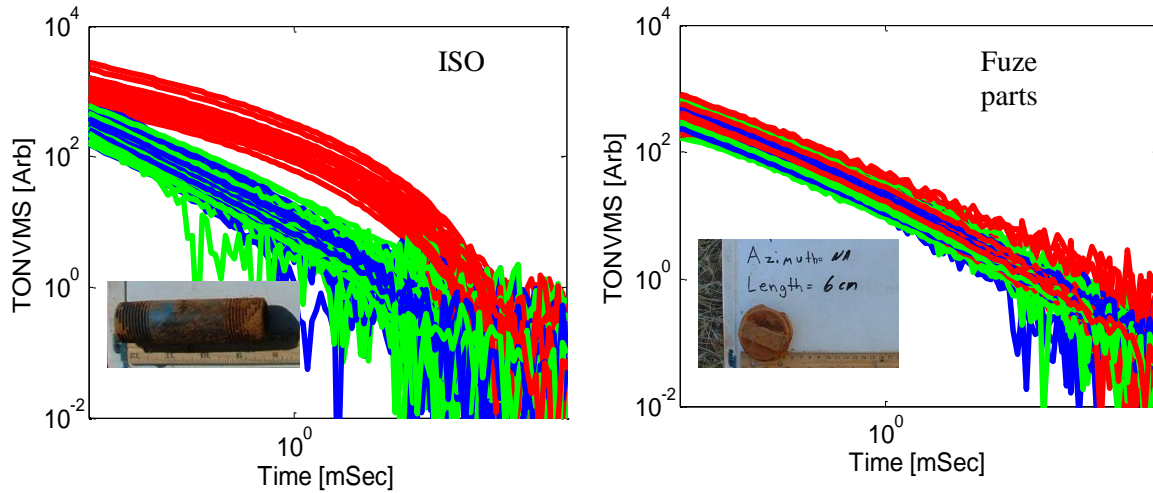 10^4
10^2
10^0
10^-2
TONVMS [Arb]
ISO
10^0
Time [mSec]
10^4
10^2
10^0
10^-2
TONVMS [Arb]
Fuze
parts
Azimuth= NA
Length= 6 cm
10^0
Time [mSec]